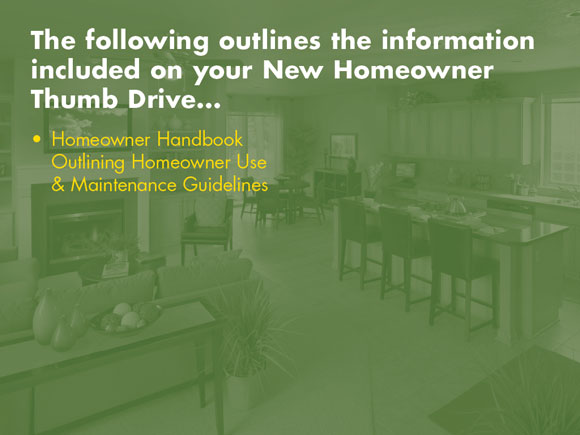 The following outlines the information
included on your New Homeowner
Thumb Drive...
• Homeowner Handbook
Outlining Homeowner Use
& Maintenance Guidelines